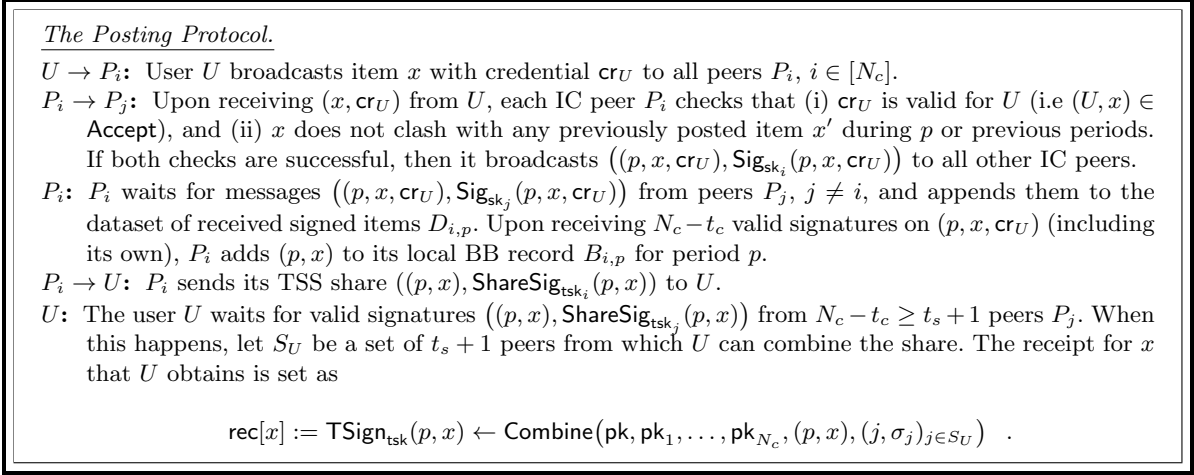 The Posting Protocol.
U → P_i: User U broadcasts item x with credential cr_U to all peers P_i, i ∈ [N_c].
P_i → P_j: Upon receiving (x, cr_U) from U, each IC peer P_i checks that (i) cr_U is valid for U (i.e (U, x) ∈
Accept), and (ii) x does not clash with any previously posted item x′ during p or previous periods.
If both checks are successful, then it broadcasts ((p, x, cr_U), Sig_{sk_i}(p, x, cr_U)) to all other IC peers.
P_i: P_i waits for messages ((p, x, cr_U), Sig_{sk_j}(p, x, cr_U)) from peers P_j, j ≠ i, and appends them to the
dataset of received signed items D_{i,p}. Upon receiving N_c − t_c valid signatures on (p, x, cr_U) (including
its own), P_i adds (p, x) to its local BB record B_{i,p} for period p.
P_i → U: P_i sends its TSS share ((p, x), ShareSig_{tsk_i}(p, x)) to U.
U: The user U waits for valid signatures ((p, x), ShareSig_{tsk_j}(p, x)) from N_c − t_c ≥ t_s + 1 peers P_j. When
this happens, let S_U be a set of t_s + 1 peers from which U can combine the share. The receipt for x
that U obtains is set as
rec[x] := TSign_{tsk}(p, x) ← Combine(pk, pk_1, . . . , pk_{N_c}, (p, x), (j, σ_j)_{j∈S_U}) .